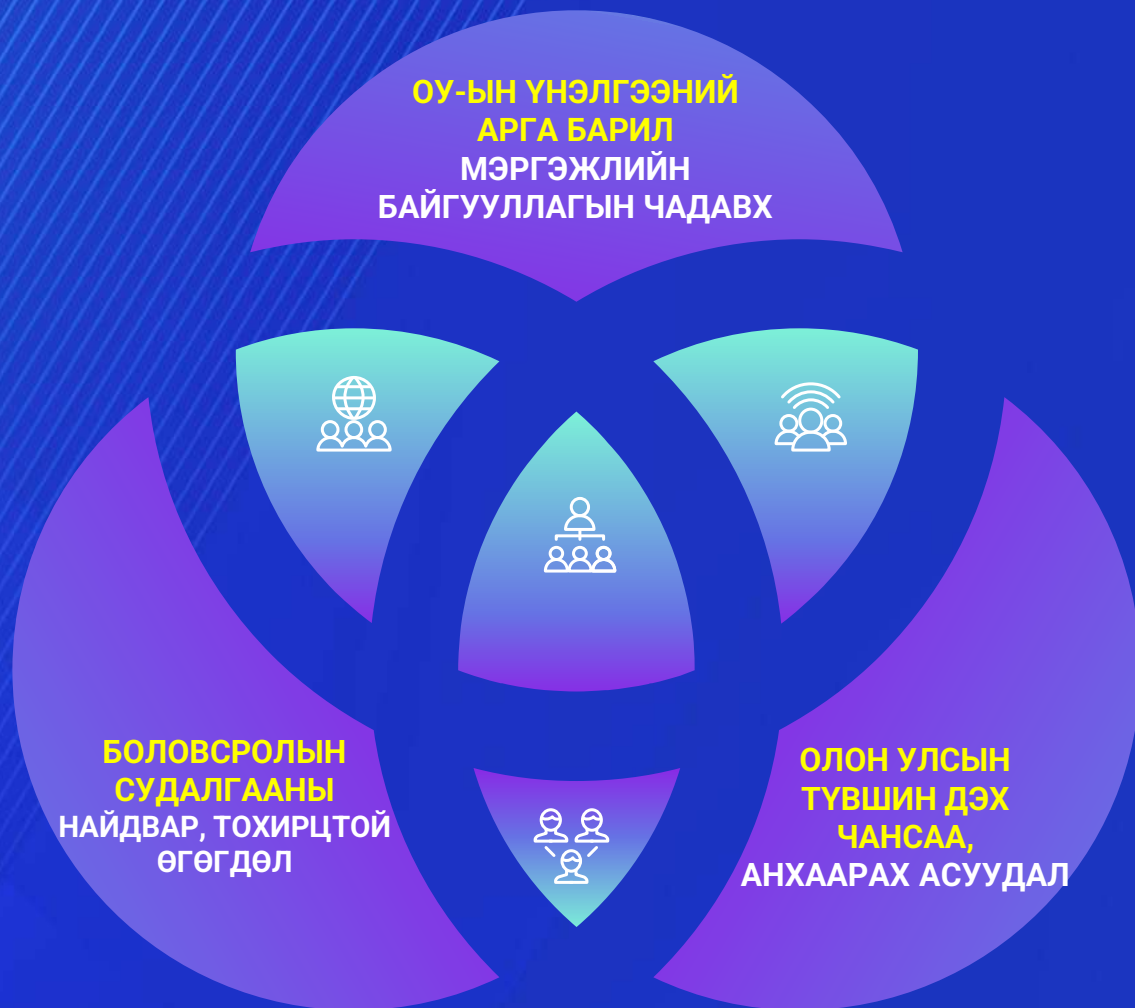 ОУ-ЫН ҮНЭЛГЭЭНИЙ
АРГА БАРИЛ
МЭРГЭЖЛИЙН
БАЙГУУЛЛАГЫН ЧАДАВХ
БОЛОВСРОЛЫН
СУДАЛГААНЫ
НАЙДВАР, ТОХИРЦТОЙ
ӨГӨГДӨЛ
ОЛОН УЛСЫН
ТҮВШИН ДЭХ
ЧАНСАА,
АНХААРАХ АСУУДАЛ